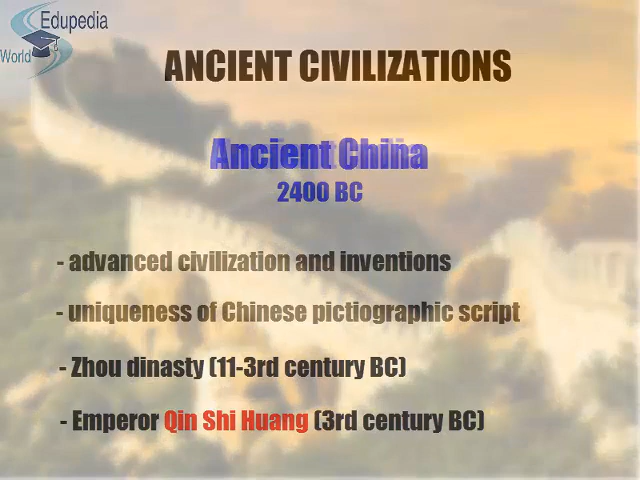 Edupedia
World
ANCIENT CIVILIZATIONS
Ancient China
2400 BC
- advanced civilization and inventions
- uniqueness of Chinese pictiographic script
- Zhou dinasty (11-3rd century BC)
- Emperor Qin Shi Huang (3rd century BC)